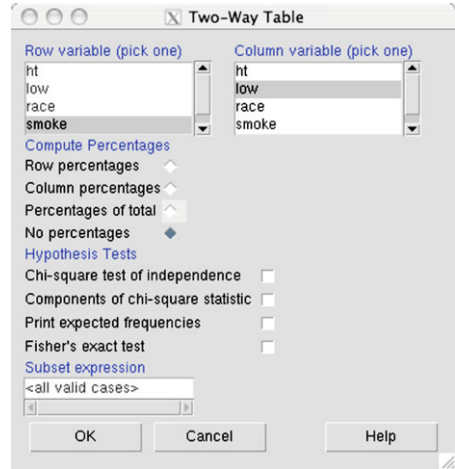 Two-Way Table
Row variable (pick one)
ht
low
race
smoke
Column variable (pick one)
ht
low
race
smoke
Compute Percentages
Row percentages
Column percentages
Percentages of total
No percentages
Hypothesis Tests
Chi-square test of independence
Components of chi-square statistic
Print expected frequencies
Fisher's exact test
Subset expression
<all valid cases>
OK
Cancel
Help